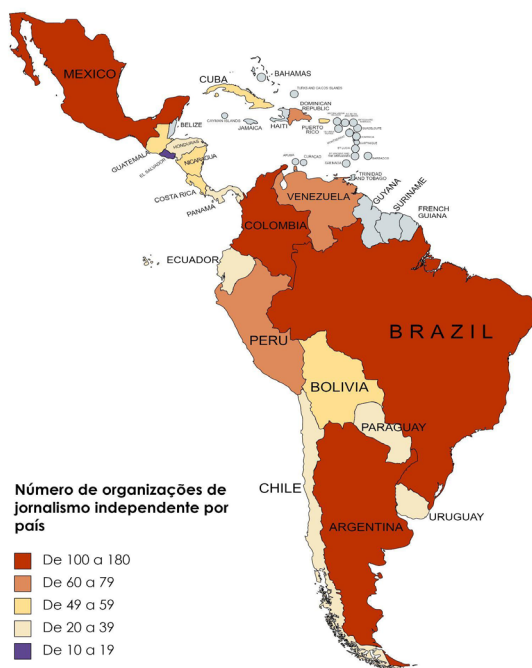 MEXICO
BAHAMAS
CUBA
TURKS AND CAICOS ISLANDS
DOMINICAN
REPUBLIC
CAYMAN ISLANDS
JAMAICA
HAITI
PUERTO
RICO
BELIZE
HONDURAS
GUATEMALA
EL SALVADOR
NICARAGUA
COSTA RICA
PANAMA
ARUBA
CURAÇAO
TRINIDAD
AND TOBAGO
VENEZUELA
GUYANA
SURINAME
FRENCH
GUIANA
COLOMBIA
ECUADOR
BRAZIL
PERU
BOLIVIA
PARAGUAY
CHILE
URUGUAY
ARGENTINA
Número de organizações de
jornalismo independente por
país
De 100 a 180
De 60 a 79
De 49 a 59
De 20 a 39
De 10 a 19